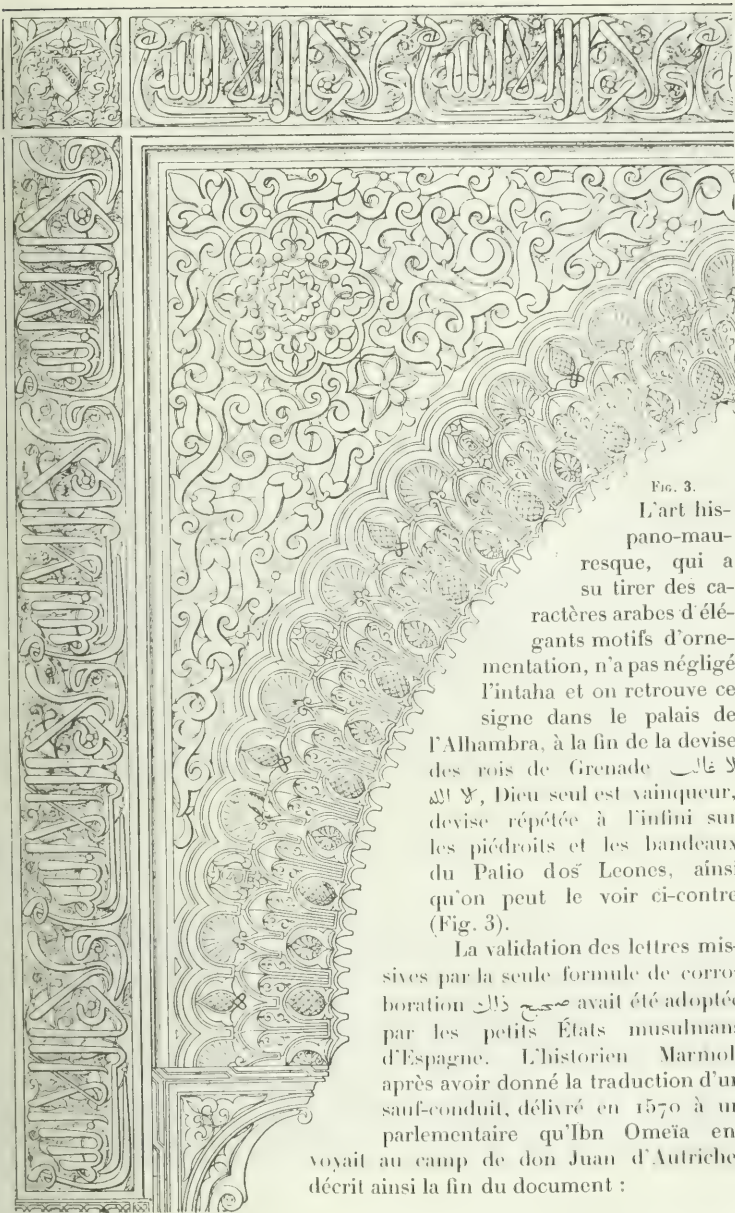 FIG. 3.
L'art his-
pano-mau-
resque, qui a
su tirer des ca-
ractères arabes d'élé-
gants motifs d'orne-
mentation, n'a pas négligé
l'intaha et on retrouve ce
signe dans le palais de
l'Alhambra, à la fin de la devise
des rois de Grenade لا غالب
الا الله, Dieu seul est vainqueur,
devise répétée à l'infini sur
les piédroits et les bandeaux
du Patio dos Leones, ainsi
qu'on peut le voir ci-contre
(Fig. 3).
La validation des lettres mis-
sives par la seule formule de corro-
boration صحيح ذلك avait été adoptée
par les petits États musulmans
d'Espagne. L'historien Marmol
après avoir donné la traduction d'un
sauf-conduit, délivré en 1570 à un
parlementaire qu'Ibn Omeïa en-
voyait au camp de don Juan d'Autriche
décrit ainsi la fin du document :